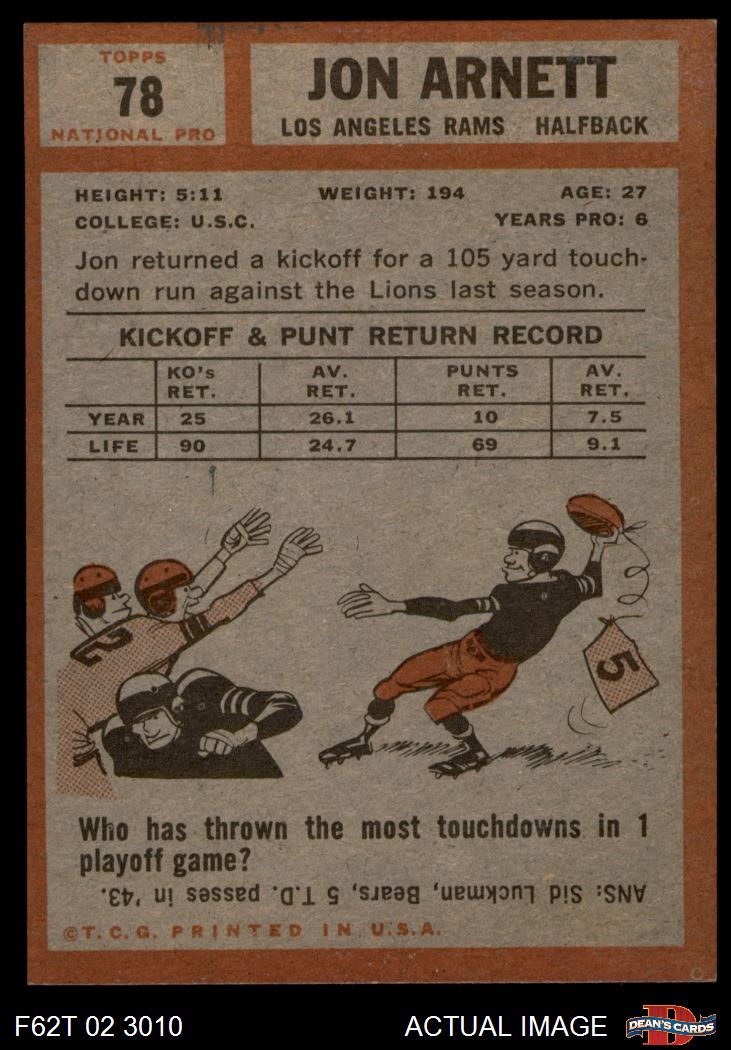 TOPPS
78
NATIONAL PRO
JON ARNETT
LOS ANGELES RAMS HALFBACK
HEIGHT: 5:11 WEIGHT: 194 AGE: 27
COLLEGE: U.S.C. YEARS PRO: 6
Jon returned a kickoff for a 105 yard touch-
down run against the Lions last season.
KICKOFF & PUNT RETURN RECORD
KO's RET. AV. RET. PUNTS RET. AV. RET.
YEAR 25 26.1 10 7.5
LIFE 90 24.7 69 9.1
2
5
Who has thrown the most touchdowns in 1
playoff game?
ANS: Sid Luckman, Bears, 5 T.D. passes in '43.
©T.C.G. PRINTED IN U.S.A.
F62T 02 3010 ACTUAL IMAGE D DEAN'S CARDS